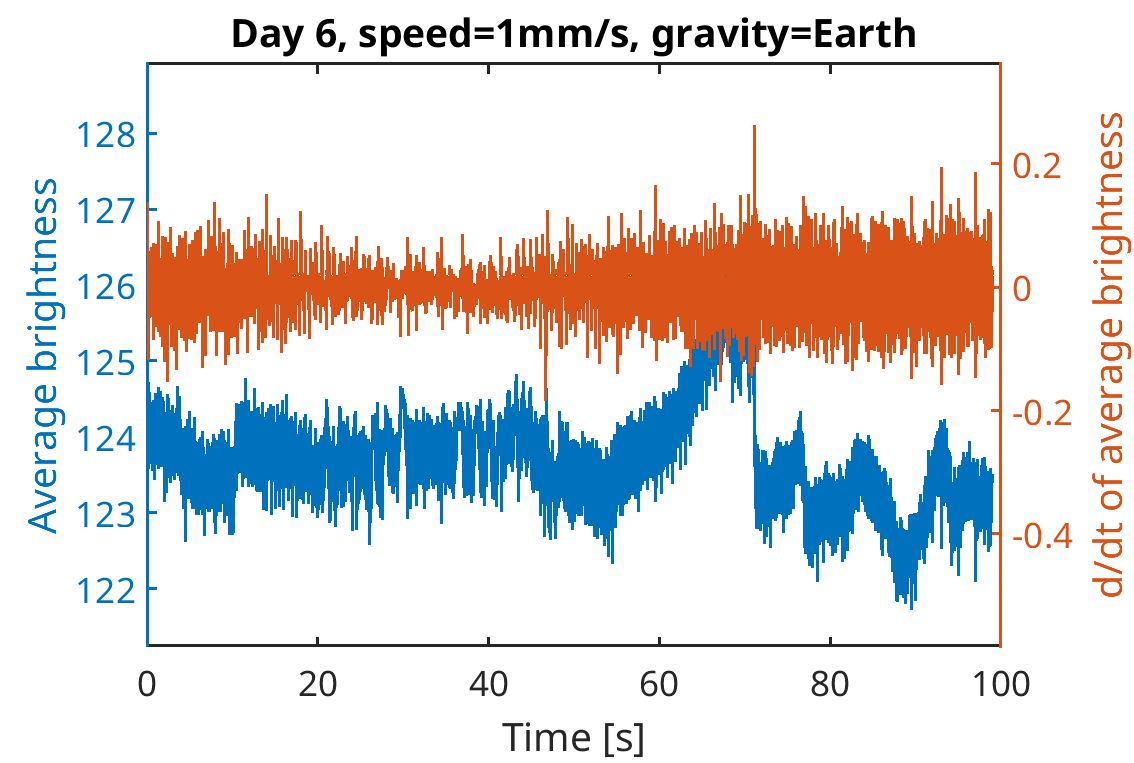 Day 6, speed=1mm/s, gravity=Earth
Average brightness
128
127
126
125
124
123
122
0.2
0
-0.2
-0.4
d/dt of average brightness
0 20 40 60 80 100
Time [s]